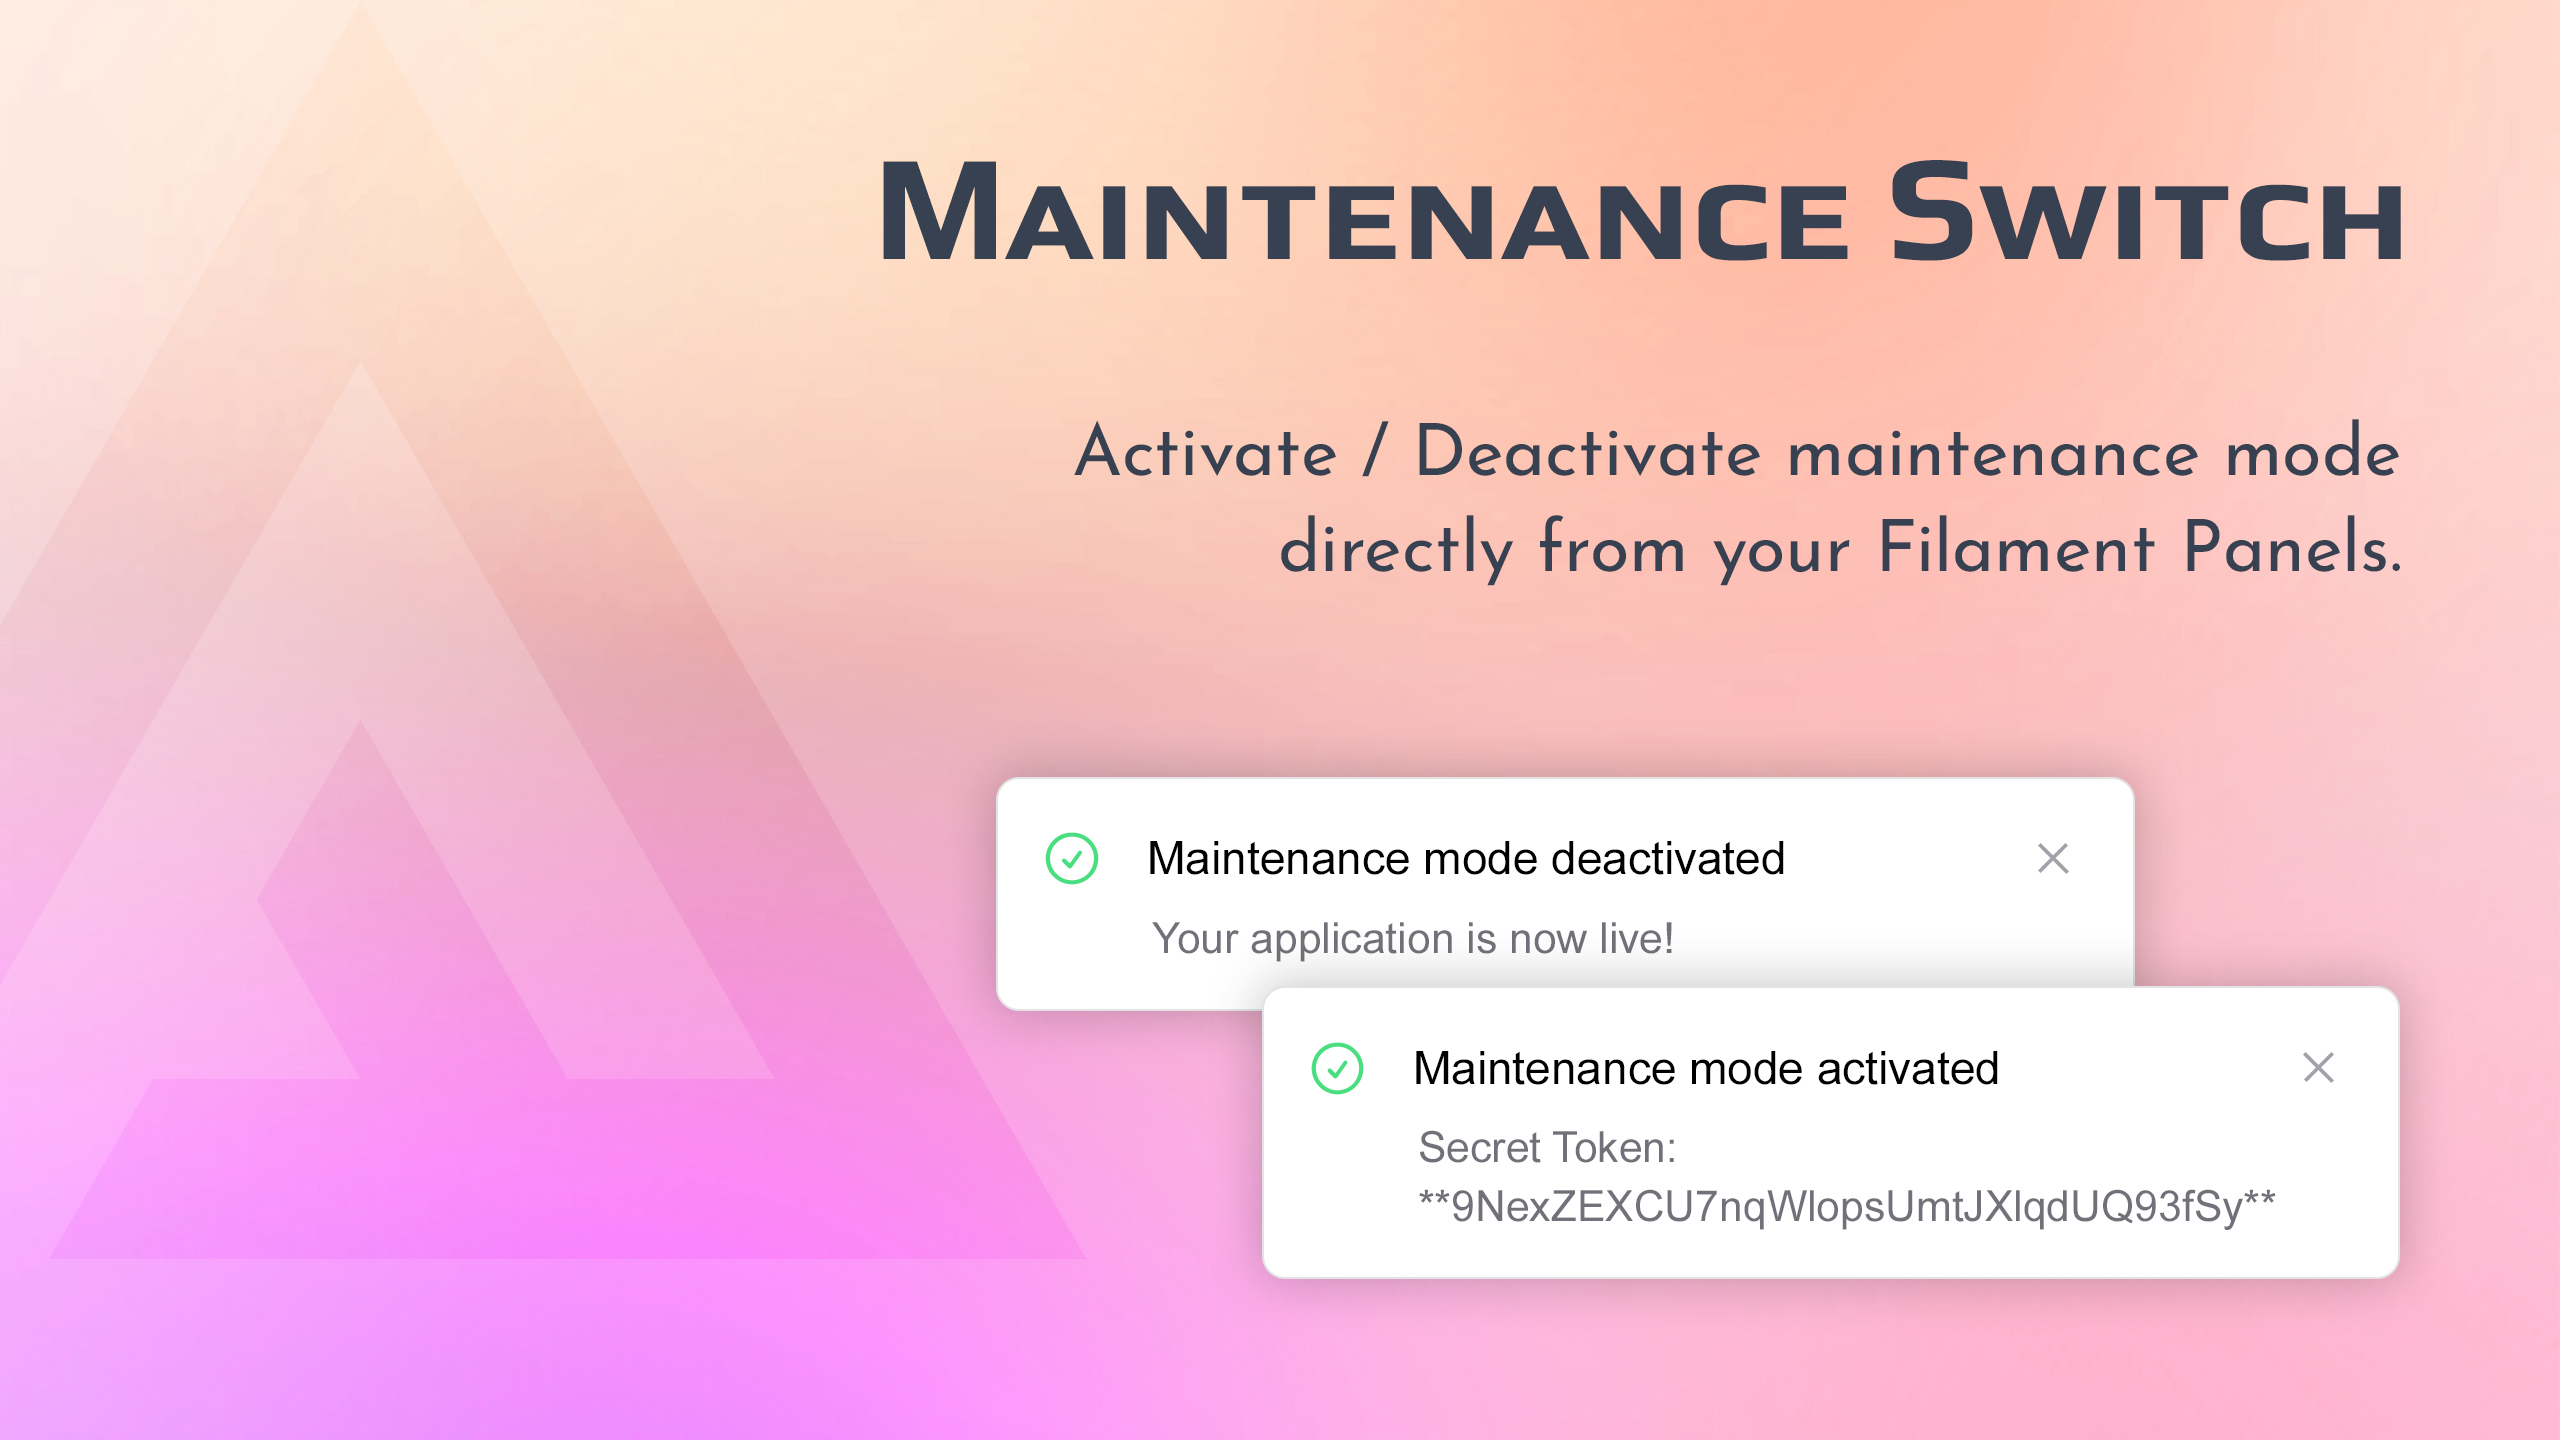 Maintenance Switch
Activate / Deactivate maintenance mode
directly from your Filament Panels.
Maintenance mode deactivated
Your application is now live!
Maintenance mode activated
Secret Token:
**9NexZEXCU7nqWlopsUmtJXlqdUQ93fSy**